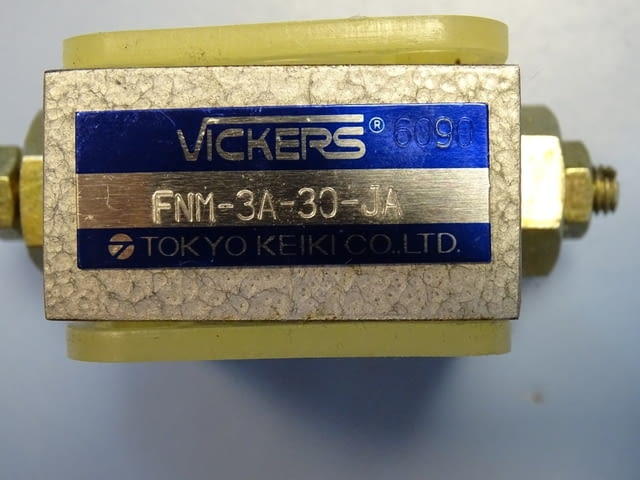 VICKERS® 6090
FNM-3A-30-JA
TOKYO KEIKI CO.,LTD.